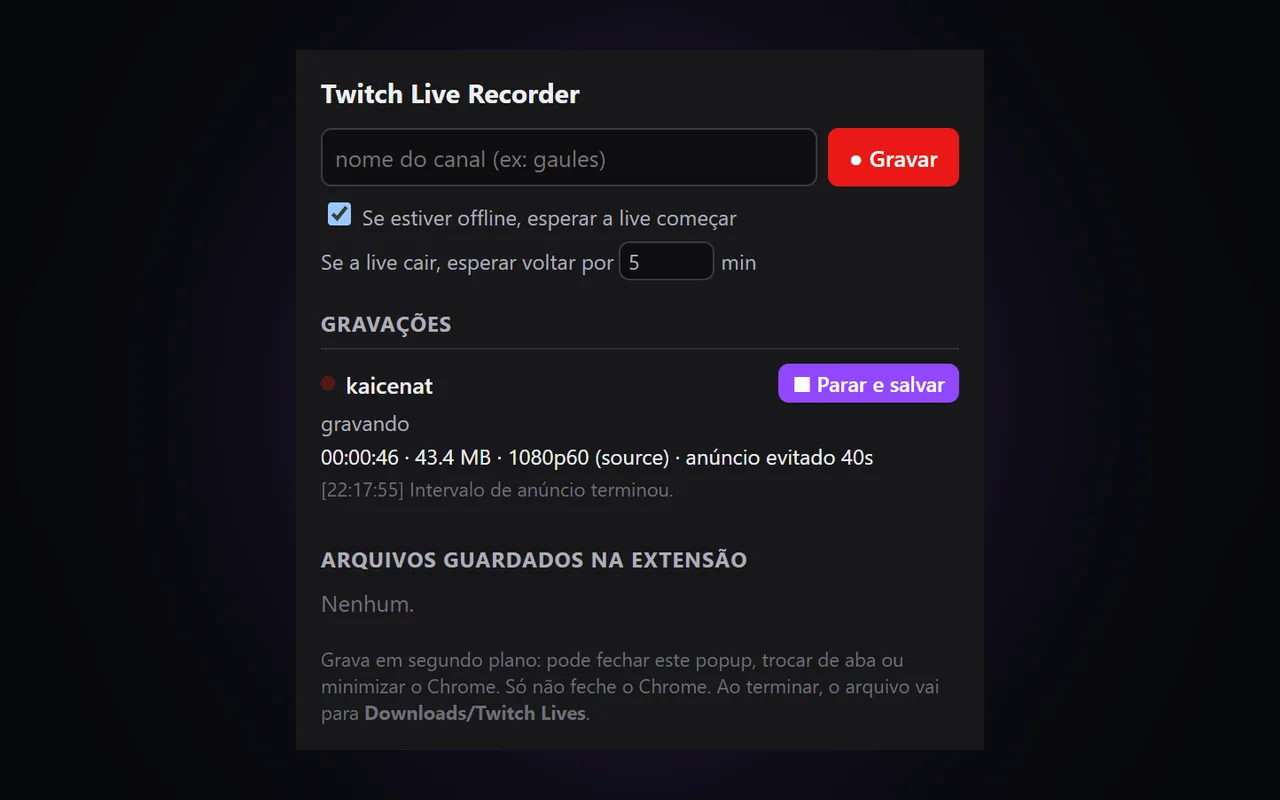 Twitch Live Recorder
nome do canal (ex: gaules)
● Gravar
Se estiver offline, esperar a live começar
Se a live cair, esperar voltar por 5 min
GRAVAÇÕES
kaicenat
■ Parar e salvar
gravando
00:00:46 · 43.4 MB · 1080p60 (source) · anúncio evitado 40s
[22:17:55] Intervalo de anúncio terminou.
ARQUIVOS GUARDADOS NA EXTENSÃO
Nenhum.
Grava em segundo plano: pode fechar este popup, trocar de aba ou
minimizar o Chrome. Só não feche o Chrome. Ao terminar, o arquivo vai
para Downloads/Twitch Lives.